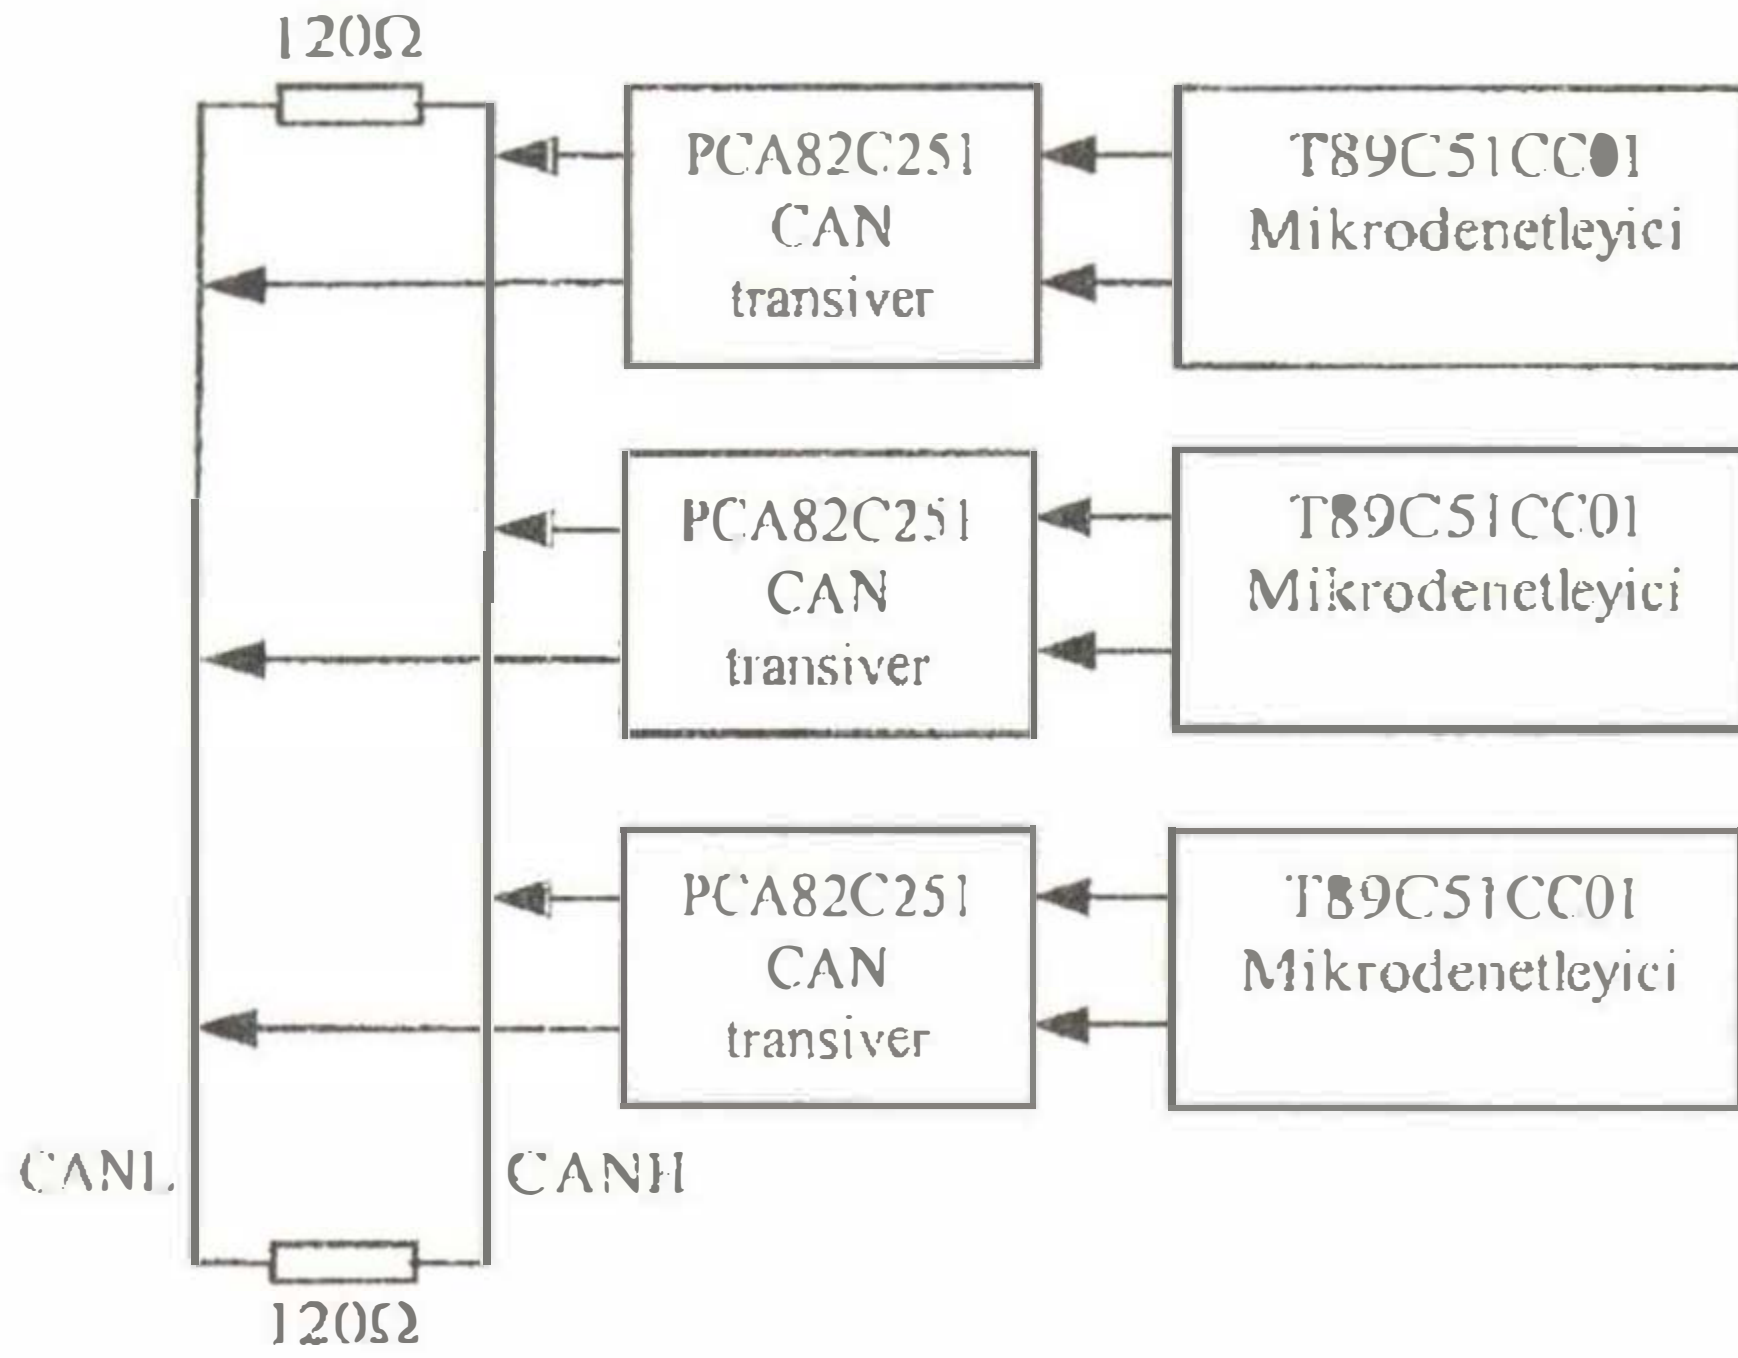 120Ω
PCA82C251
CAN
transiver
T89C51CC01
Mikrodenetleyici
PCA82C251
CAN
transiver
T89C51CC01
Mikrodenetleyici
PCA82C251
CAN
transiver
T89C51CC01
Mikrodenetleyici
CANL
CANH
120Ω